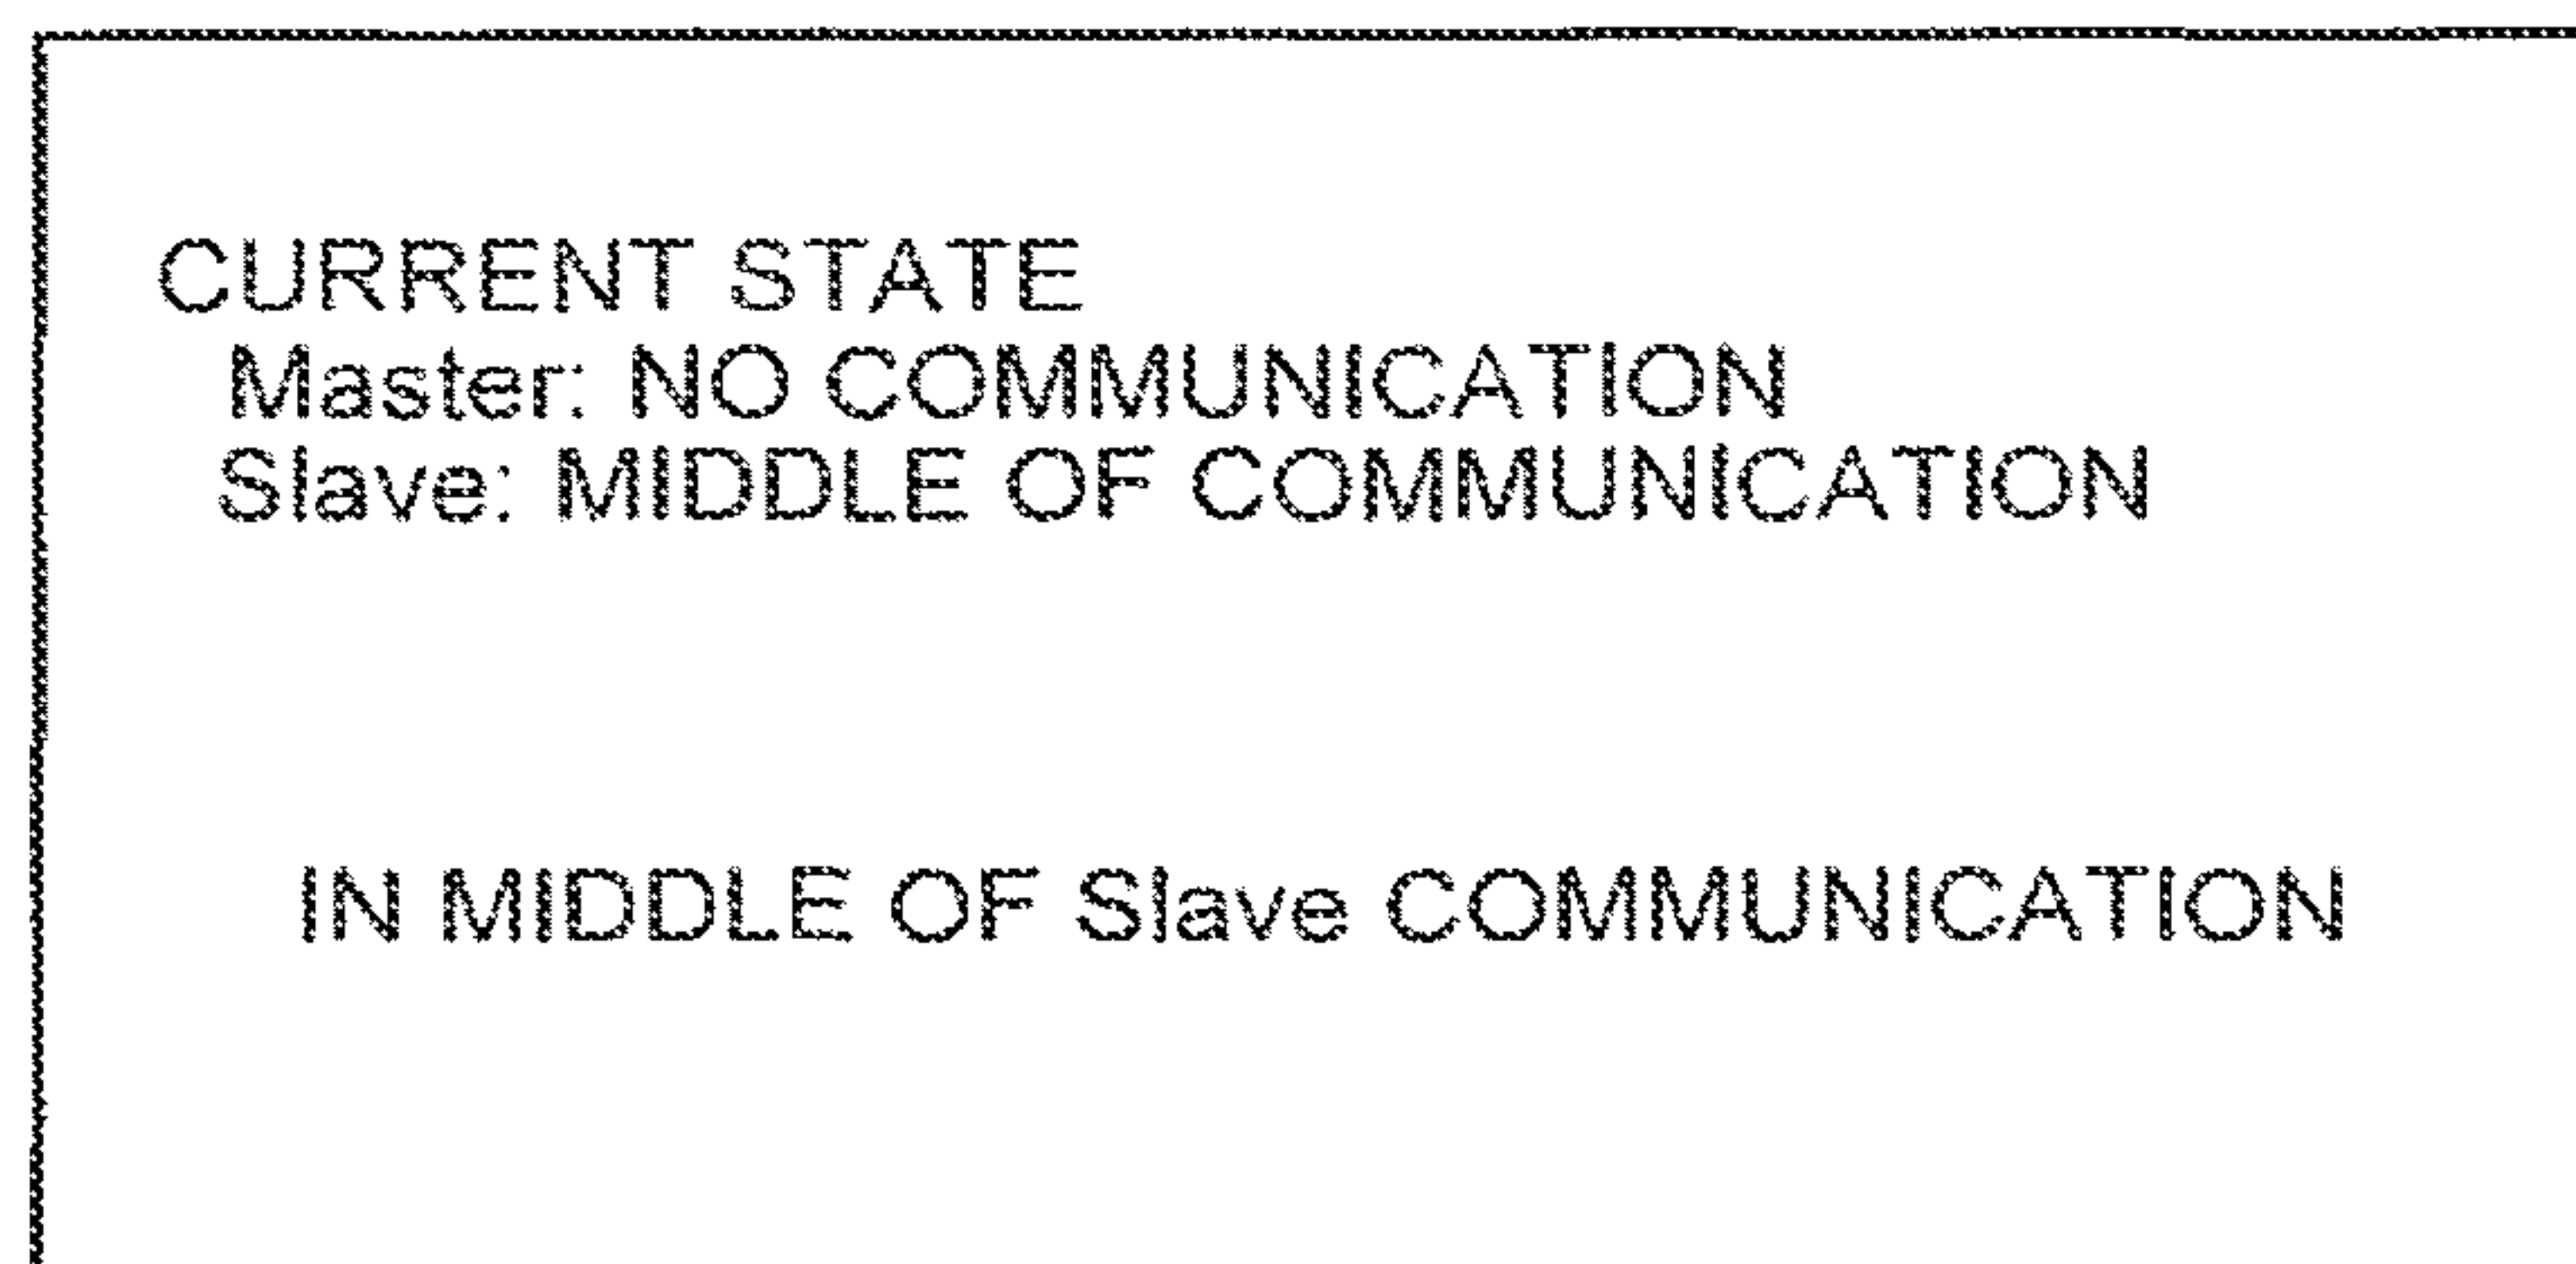 CURRENT STATE
Master: NO COMMUNICATION
Slave: MIDDLE OF COMMUNICATION
IN MIDDLE OF Slave COMMUNICATION